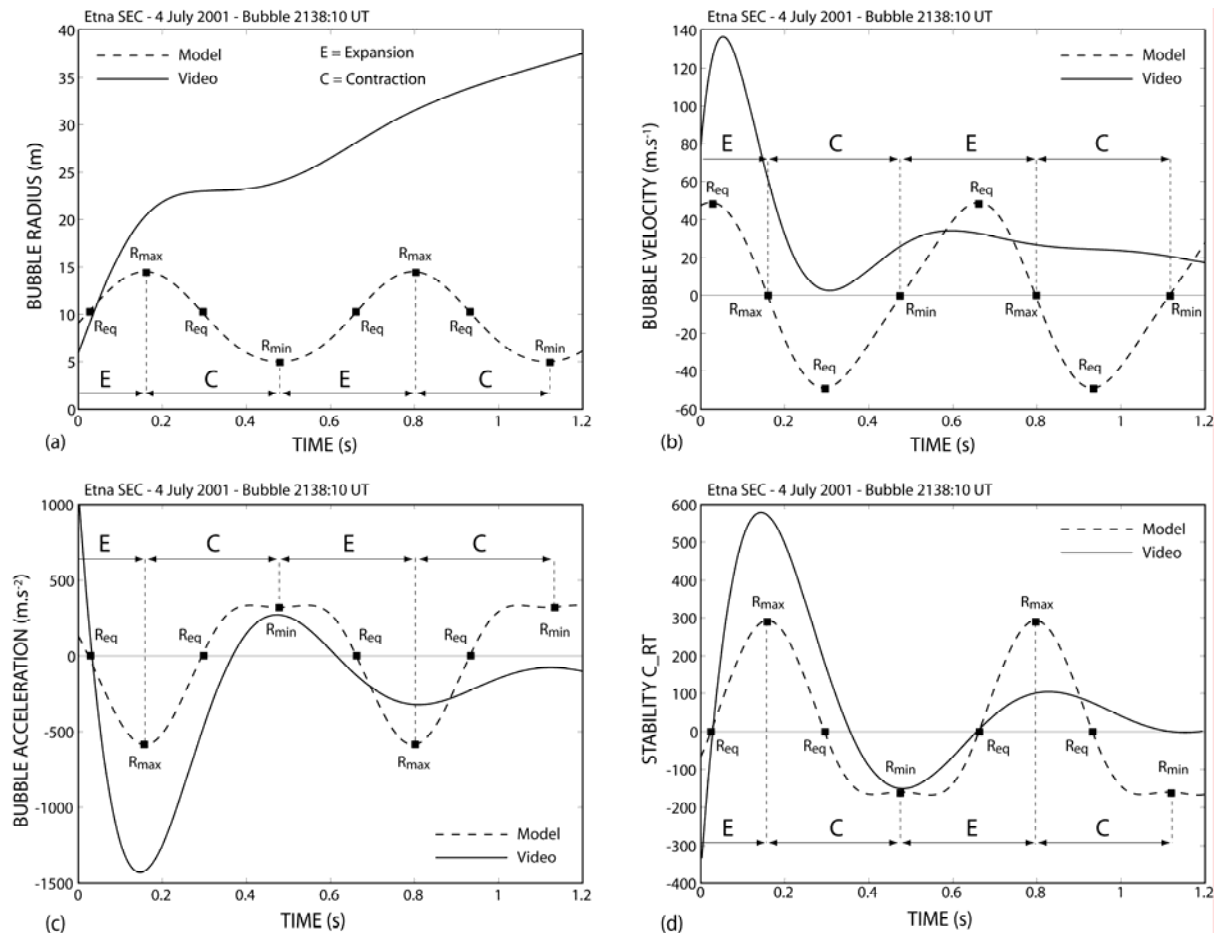 Etna SEC - 4 July 2001 - Bubble 2138:10 UT
40
35
30
25
20
15
10
5
0
BUBBLE RADIUS (m)
Model
Video
E = Expansion
C = Contraction
Rmax
Rmax
Req
Req
Rmin
Req
Req
Rmin
E
C
E
C
0
0.2
0.4
0.6
0.8
1
1.2
(a)
TIME (s)
Etna SEC - 4 July 2001 - Bubble 2138:10 UT
140
120
100
80
60
40
20
0
-20
-40
-60
BUBBLE VELOCITY (m.s-1)
Model
Video
E
C
E
C
Req
Req
Rmax
Rmin
Rmax
Rmin
Req
Req
0
0.2
0.4
0.6
0.8
1
1.2
(b)
TIME (s)
Etna SEC - 4 July 2001 - Bubble 2138:10 UT
1000
500
0
-500
-1000
-1500
BUBBLE ACCELERATION (m.s-2)
E
C
E
C
Req
Req
Rmin
Req
Req
Rmin
Rmax
Rmax
Model
Video
0
0.2
0.4
0.6
0.8
1
1.2
(c)
TIME (s)
Etna SEC - 4 July 2001 - Bubble 2138:10 UT
600
500
400
300
200
100
0
-100
-200
-300
-400
STABILITY C_RT
Model
Video
Rmax
Rmax
Req
Req
Rmin
Req
Req
Rmin
E
C
E
C
0
0.2
0.4
0.6
0.8
1
1.2
(d)
TIME (s)